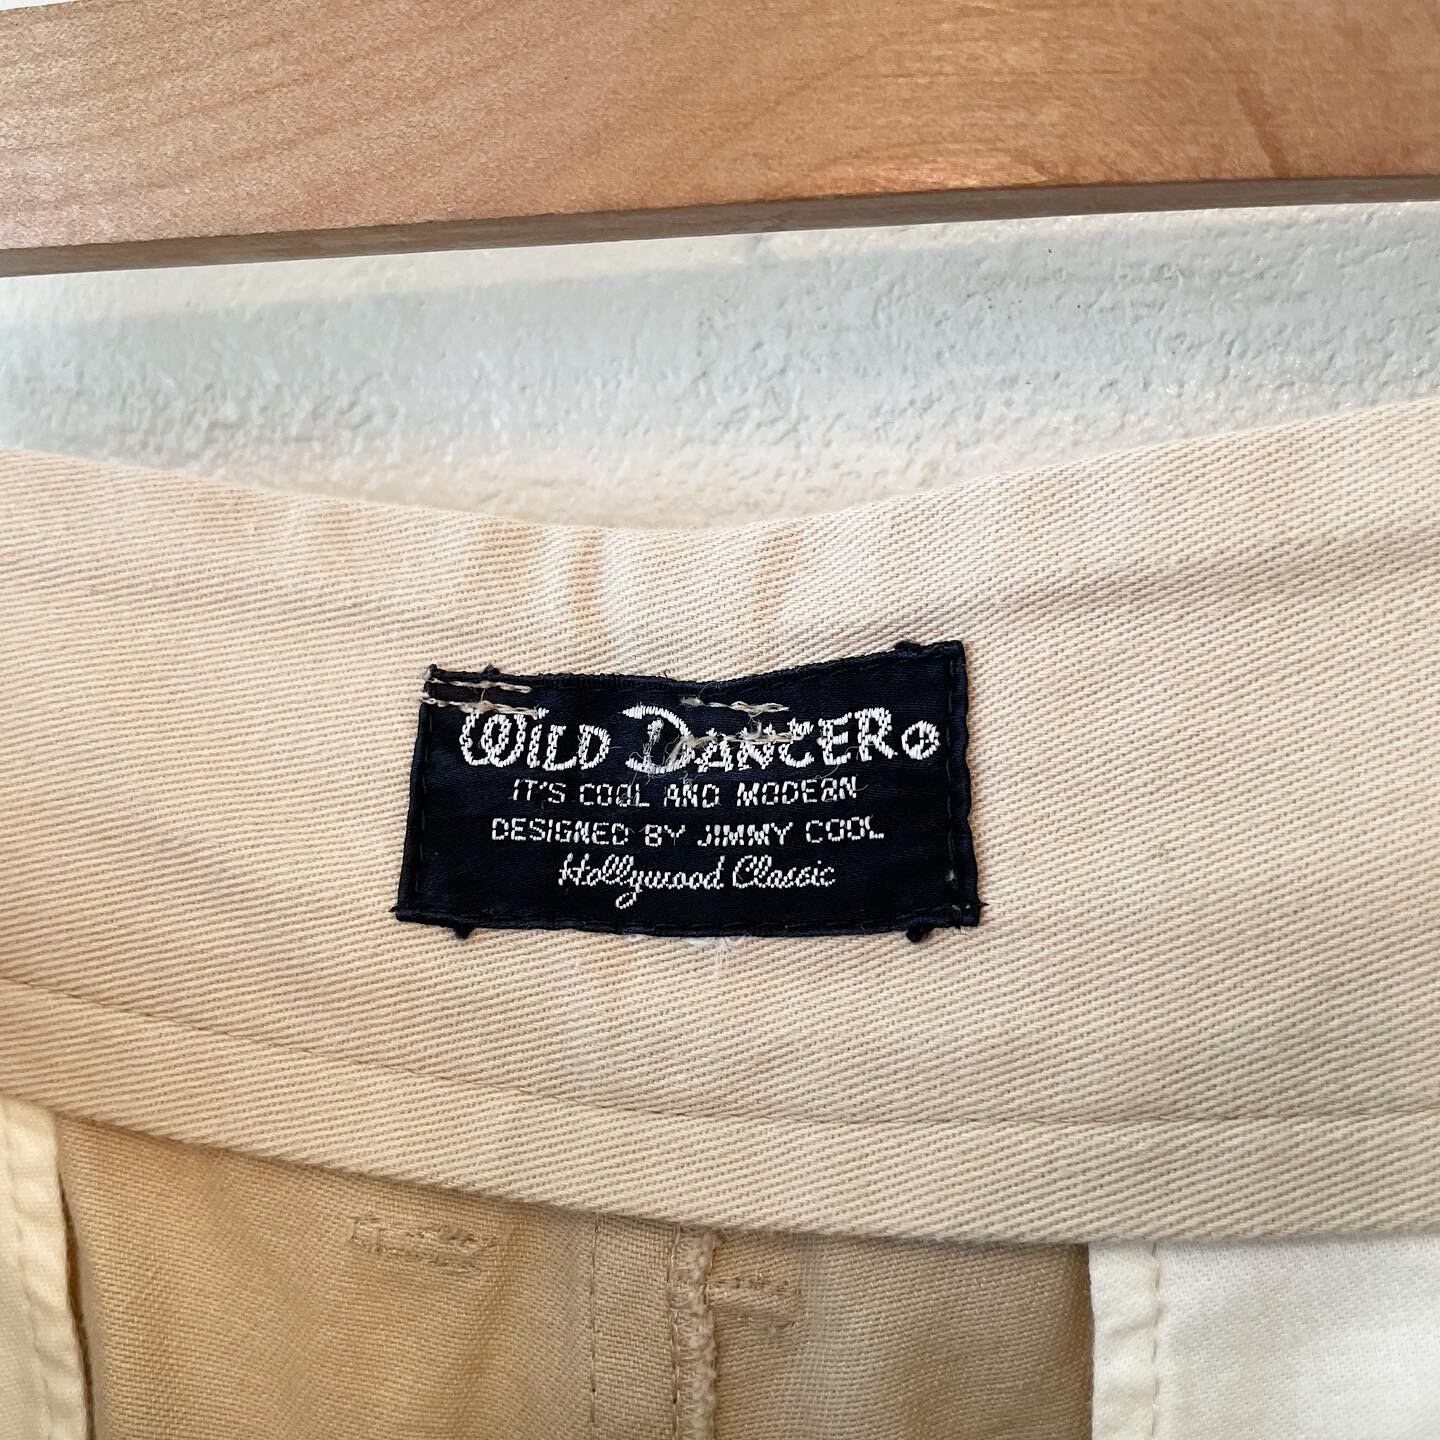 WILD DANCER
IT'S COOL AND MODERN
DESIGNED BY JIMMY COOL
Hollywood Classic